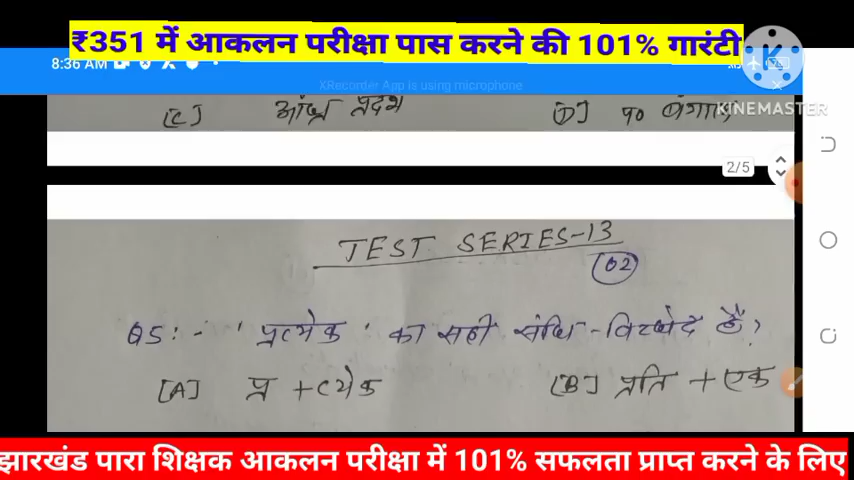 ₹351 में आकलन परीक्षा पास करने की 101% गारंटी
8:36 AM
XRecorder App is using microphone
KINEMASTER
[C] आंध्र प्रदेश [D] प० बंगाल
2/5
TEST SERIES-13
02
Q5:- 'प्रत्येक' का सही संधि-विच्छेद है?
[A] प्र + त्येक [B] प्रति + एक
झारखंड पारा शिक्षक आकलन परीक्षा में 101% सफलता प्राप्त करने के लिए